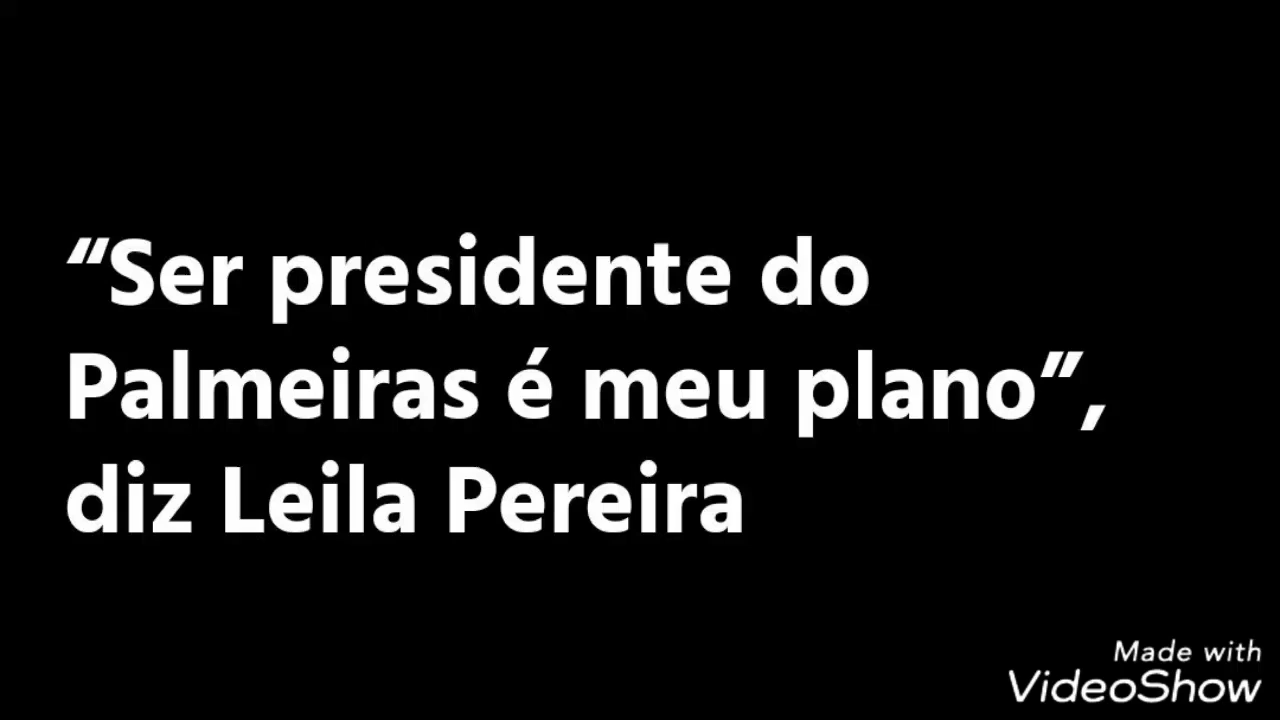 “Ser presidente do
Palmeiras é meu plano”,
diz Leila Pereira
Made with
VideoShow